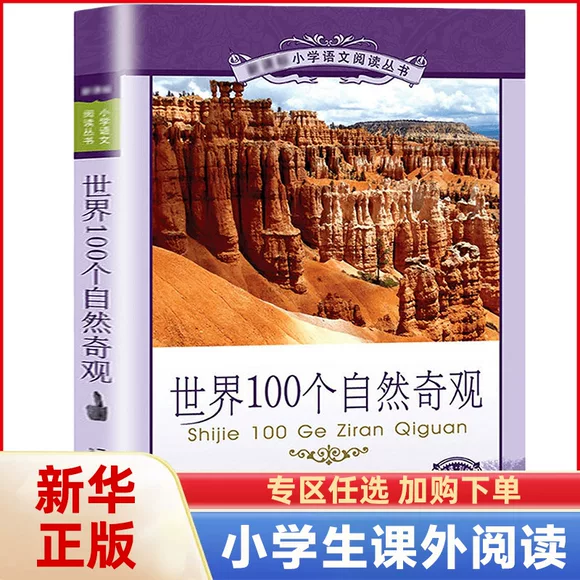 小学语文阅读丛书
小学语文
阅读丛书
世界100个自然奇观
世界100个自然奇观
Shijie 100 Ge Ziran Qiguan
新华
正版
专区任选 加购下单
小学生课外阅读